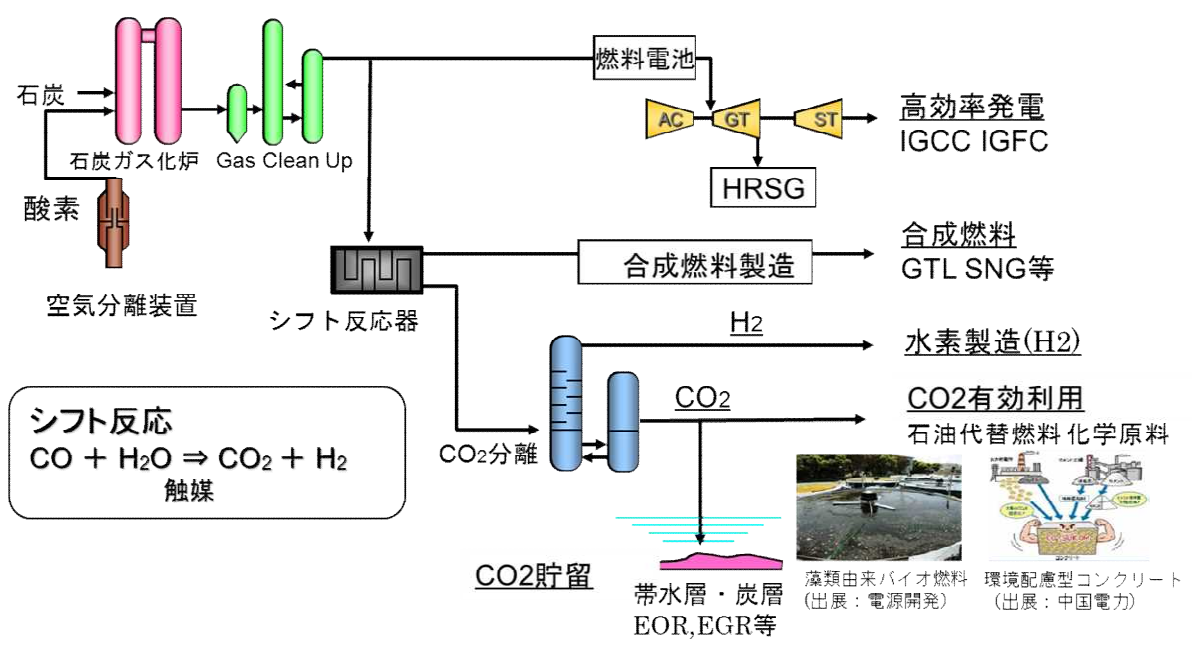 石炭
石炭ガス化炉
Gas Clean Up
酸素
空気分離装置
燃料電池
AC
GT
ST
HRSG
高効率発電
IGCC IGFC
シフト反応器
合成燃料製造
合成燃料
GTL SNG等
H2
水素製造(H2)
CO2分離
CO2
CO2有効利用
石油代替燃料 化学原料
シフト反応
CO + H2O ⇒ CO2 + H2
触媒
CO2貯留
帯水層・炭層
EOR,EGR等
藻類由来バイオ燃料
(出展：電源開発)
環境配慮型コンクリート
(出展：中国電力)